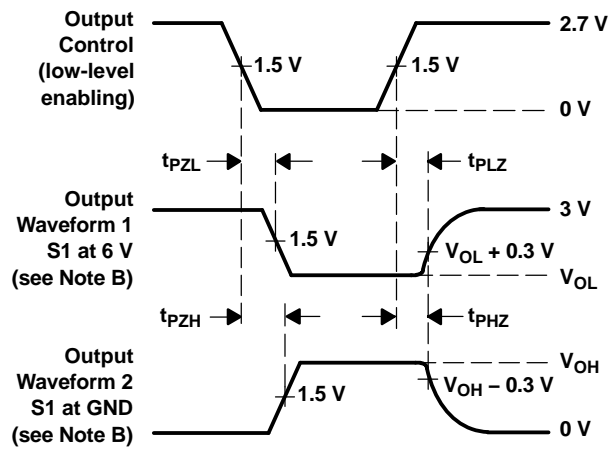 Output
Control
(low-level
enabling)
2.7 V
1.5 V
1.5 V
0 V
tPZL
tPLZ
Output
Waveform 1
S1 at 6 V
(see Note B)
3 V
1.5 V
VOL + 0.3 V
VOL
tPZH
tPHZ
Output
Waveform 2
S1 at GND
(see Note B)
VOH
1.5 V
VOH – 0.3 V
0 V